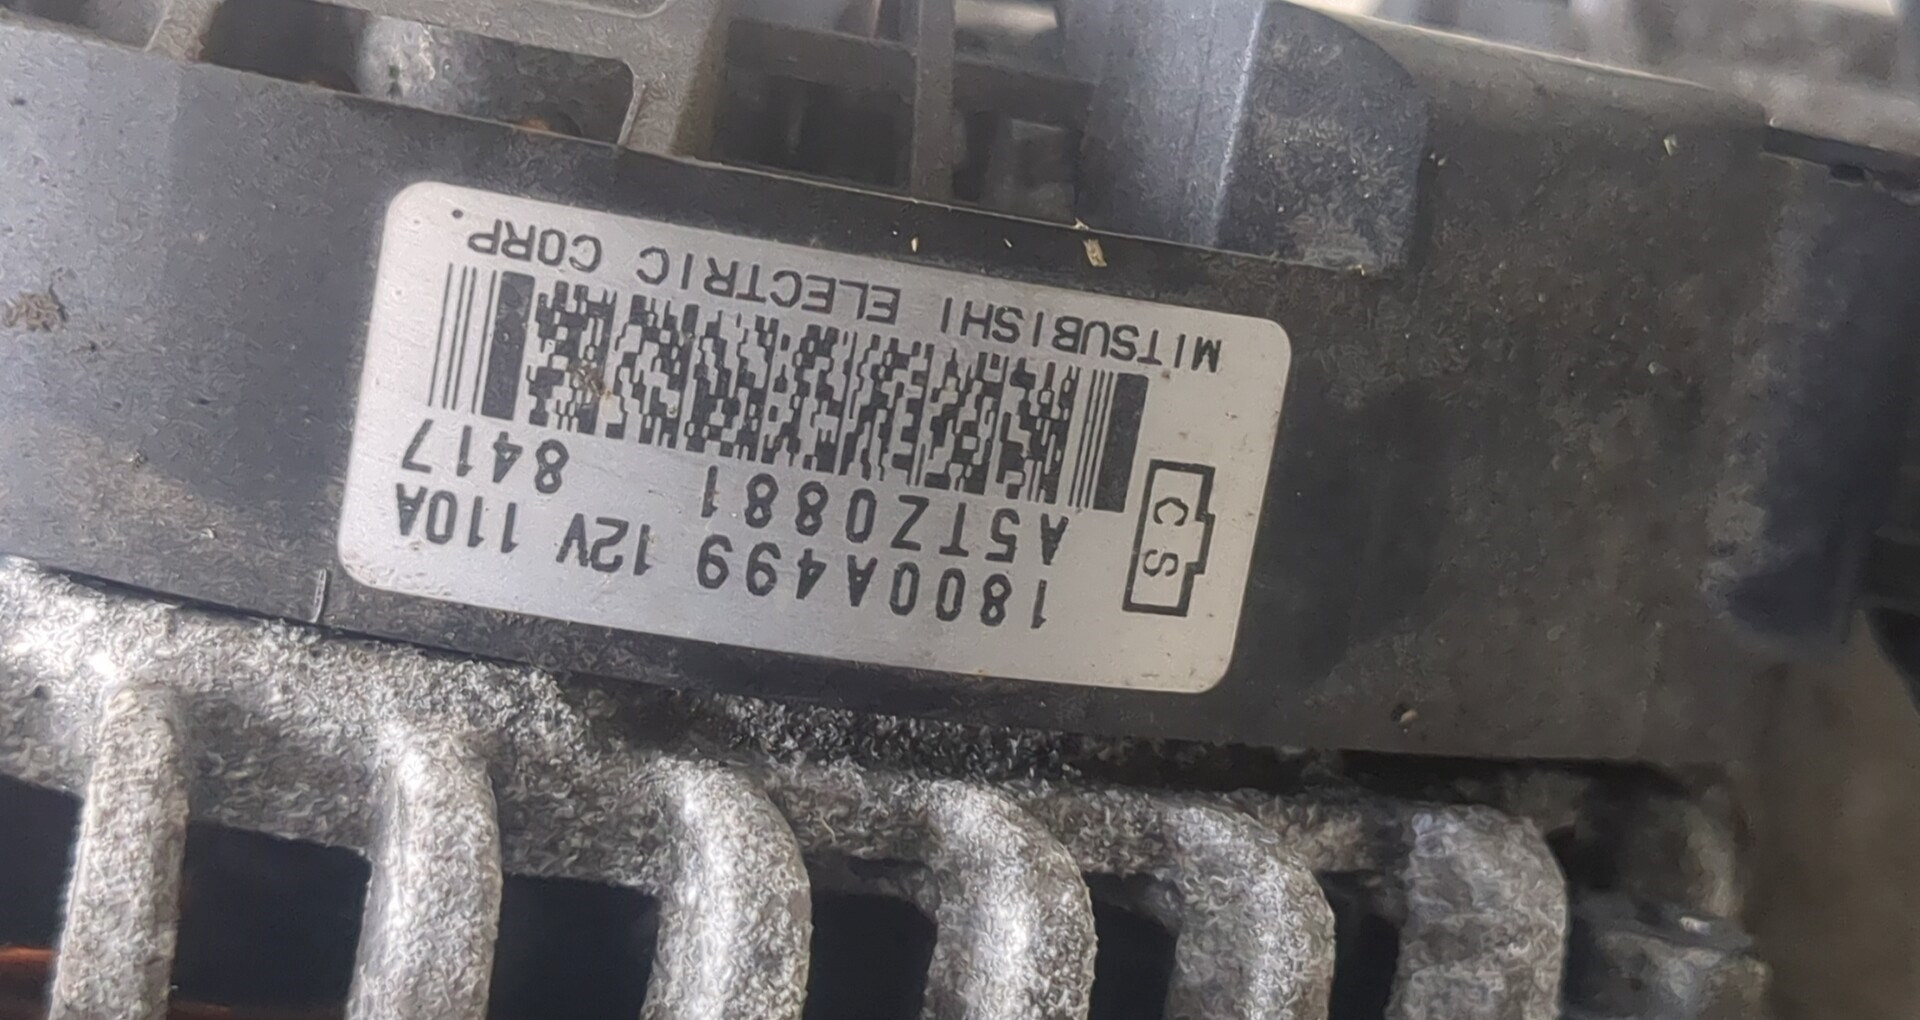 1800A499 12V 110A
A5TZ0881 8417
C S
MITSUBISHI ELECTRIC CORP